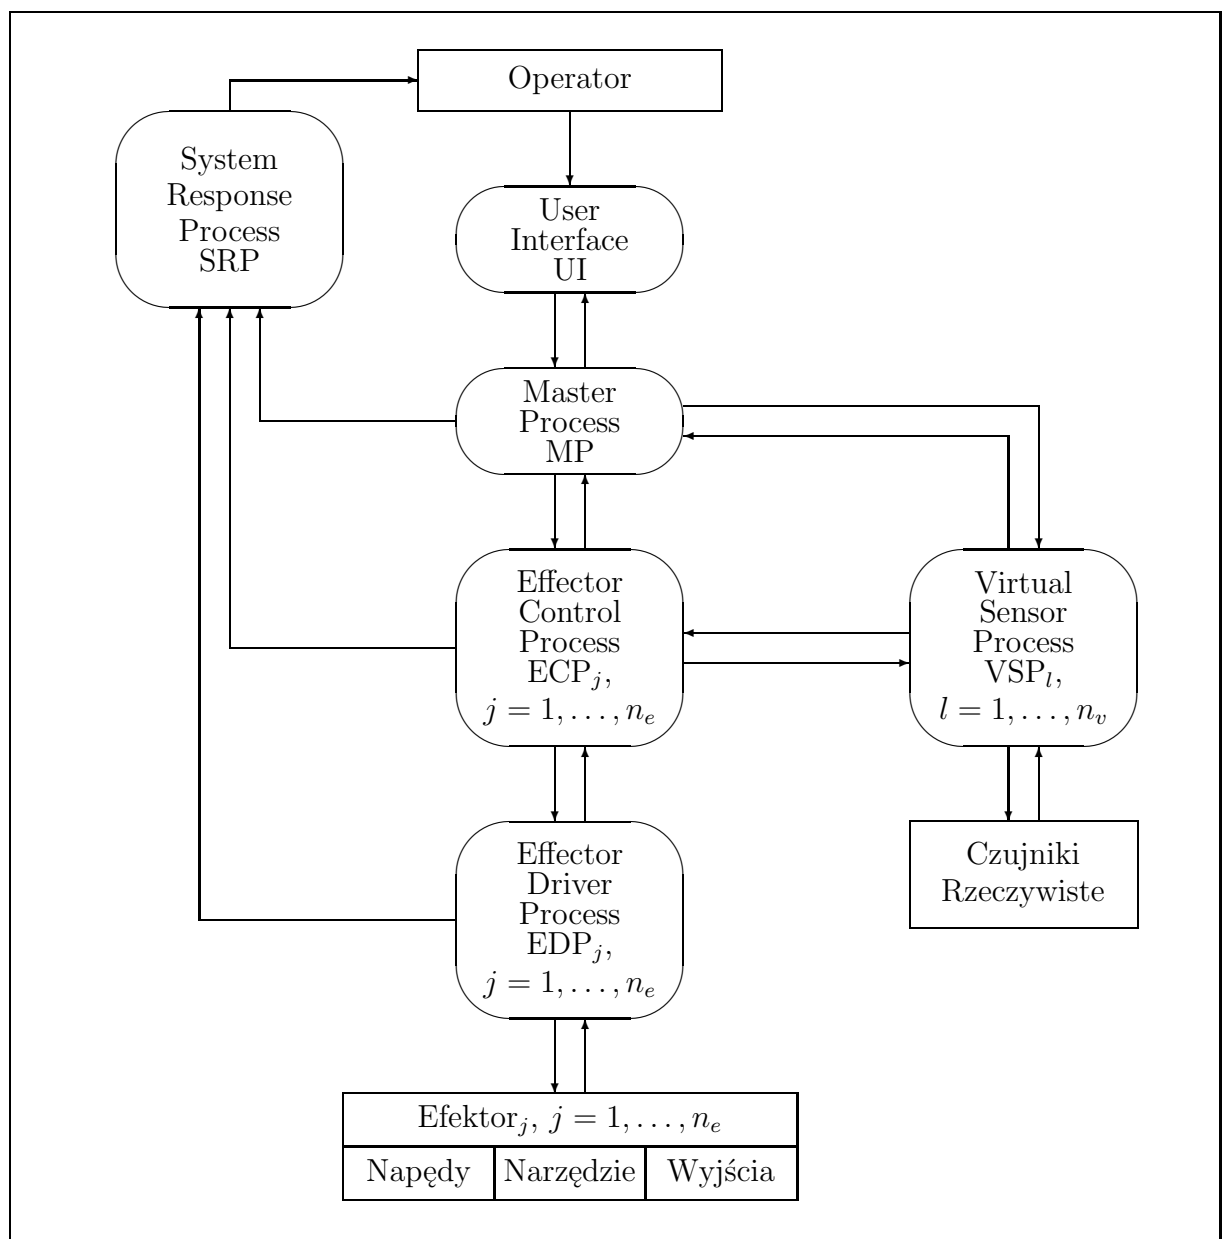 Operator
System
Response
Process
SRP
User
Interface
UI
Master
Process
MP
Effector
Control
Process
ECP_j,
j = 1, . . . , n_e
Virtual
Sensor
Process
VSP_l,
l = 1, . . . , n_v
Effector
Driver
Process
EDP_j,
j = 1, . . . , n_e
Czujniki
Rzeczywiste
Efektor_j, j = 1, . . . , n_e
Napędy Narzędzie Wyjścia